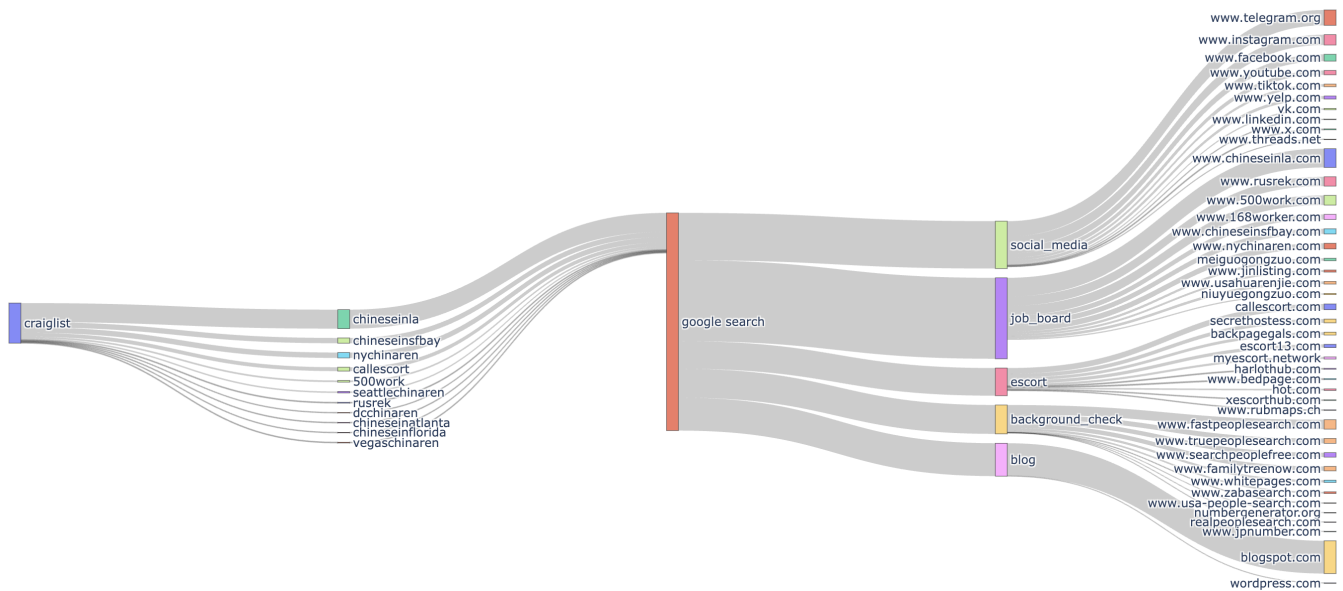 craiglist
chineseinla
chineseinsfbay
nychinaren
callescort
500work
seattlechinaren
rusrek
dcchinaren
chineseinatlanta
chineseinflorida
vegaschinaren
google search
social_media
job_board
escort
background_check
blog
www.telegram.org
www.instagram.com
www.facebook.com
www.youtube.com
www.tiktok.com
www.yelp.com
vk.com
www.linkedin.com
www.x.com
www.threads.net
www.chineseinla.com
www.rusrek.com
www.500work.com
www.168worker.com
www.chineseinsfbay.com
www.nychinaren.com
meiguogongzuo.com
www.jinlisting.com
www.usahuarenjie.com
niuyuegongzuo.com
callescort.com
secrethostess.com
backpagegals.com
escort13.com
myescort.network
harlothub.com
www.bedpage.com
hot.com
xescorthub.com
www.rubmaps.ch
www.fastpeoplesearch.com
www.truepeoplesearch.com
www.searchpeoplefree.com
www.familytreenow.com
www.whitepages.com
www.zabasearch.com
www.usa-people-search.com
numbergenerator.org
realpeoplesearch.com
www.jpnumber.com
blogspot.com
wordpress.com